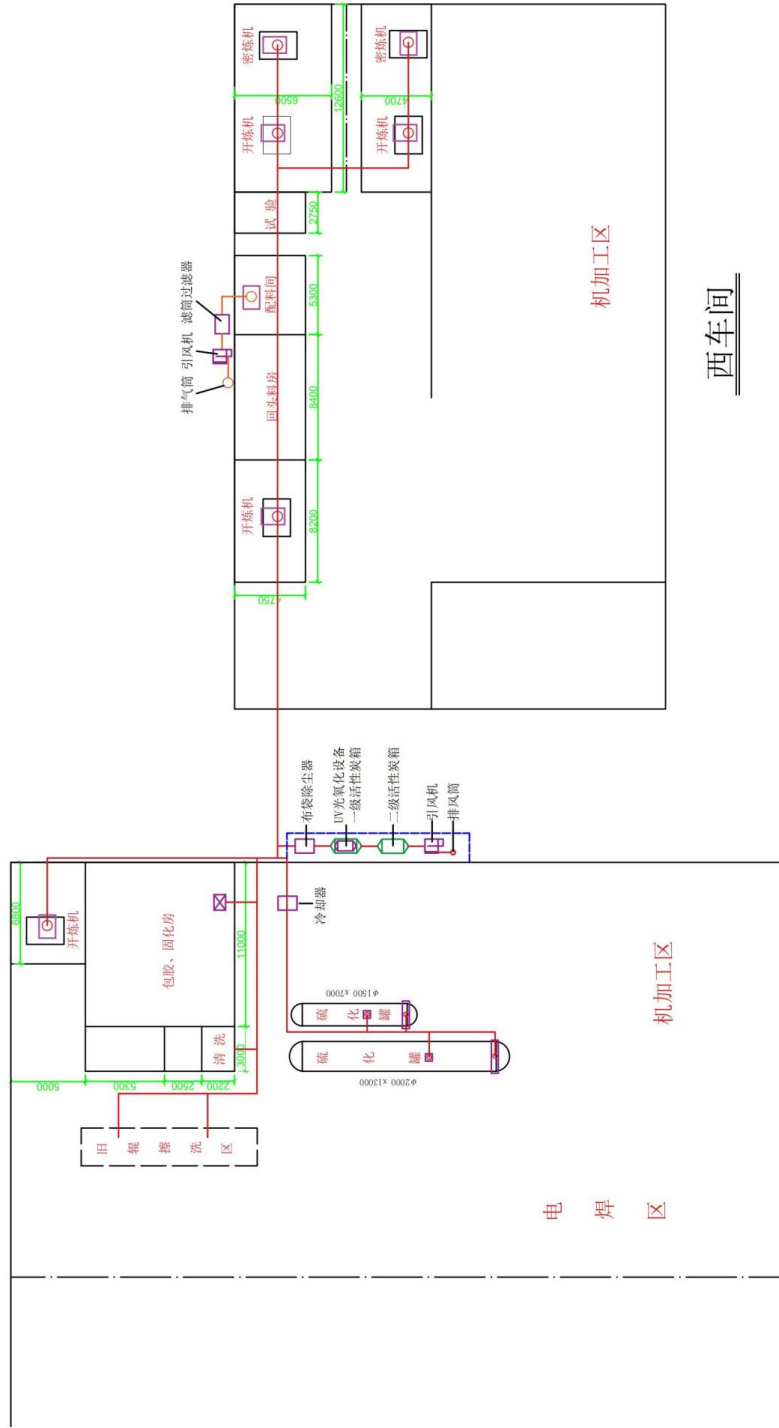 密炼机
开炼机
6500
12600
密炼机
开炼机
4700
试 验
2750
滤筒过滤器
引风机
排气筒
配料间
5300
回头料房
8400
开炼机
8200
4750
机加工区
西车间
布袋除尘器
UV光氧化设备
一级活性炭箱
二级活性炭箱
引风机
排风筒
冷却器
6800
开炼机
包胶、固化房
11000
清 洗
3000
5000
5300
2500
2200
旧 辊 擦 洗 区
φ1500 x7000
硫 化 罐
硫 化 罐
φ2000 x13000
机加工区
电 焊 区